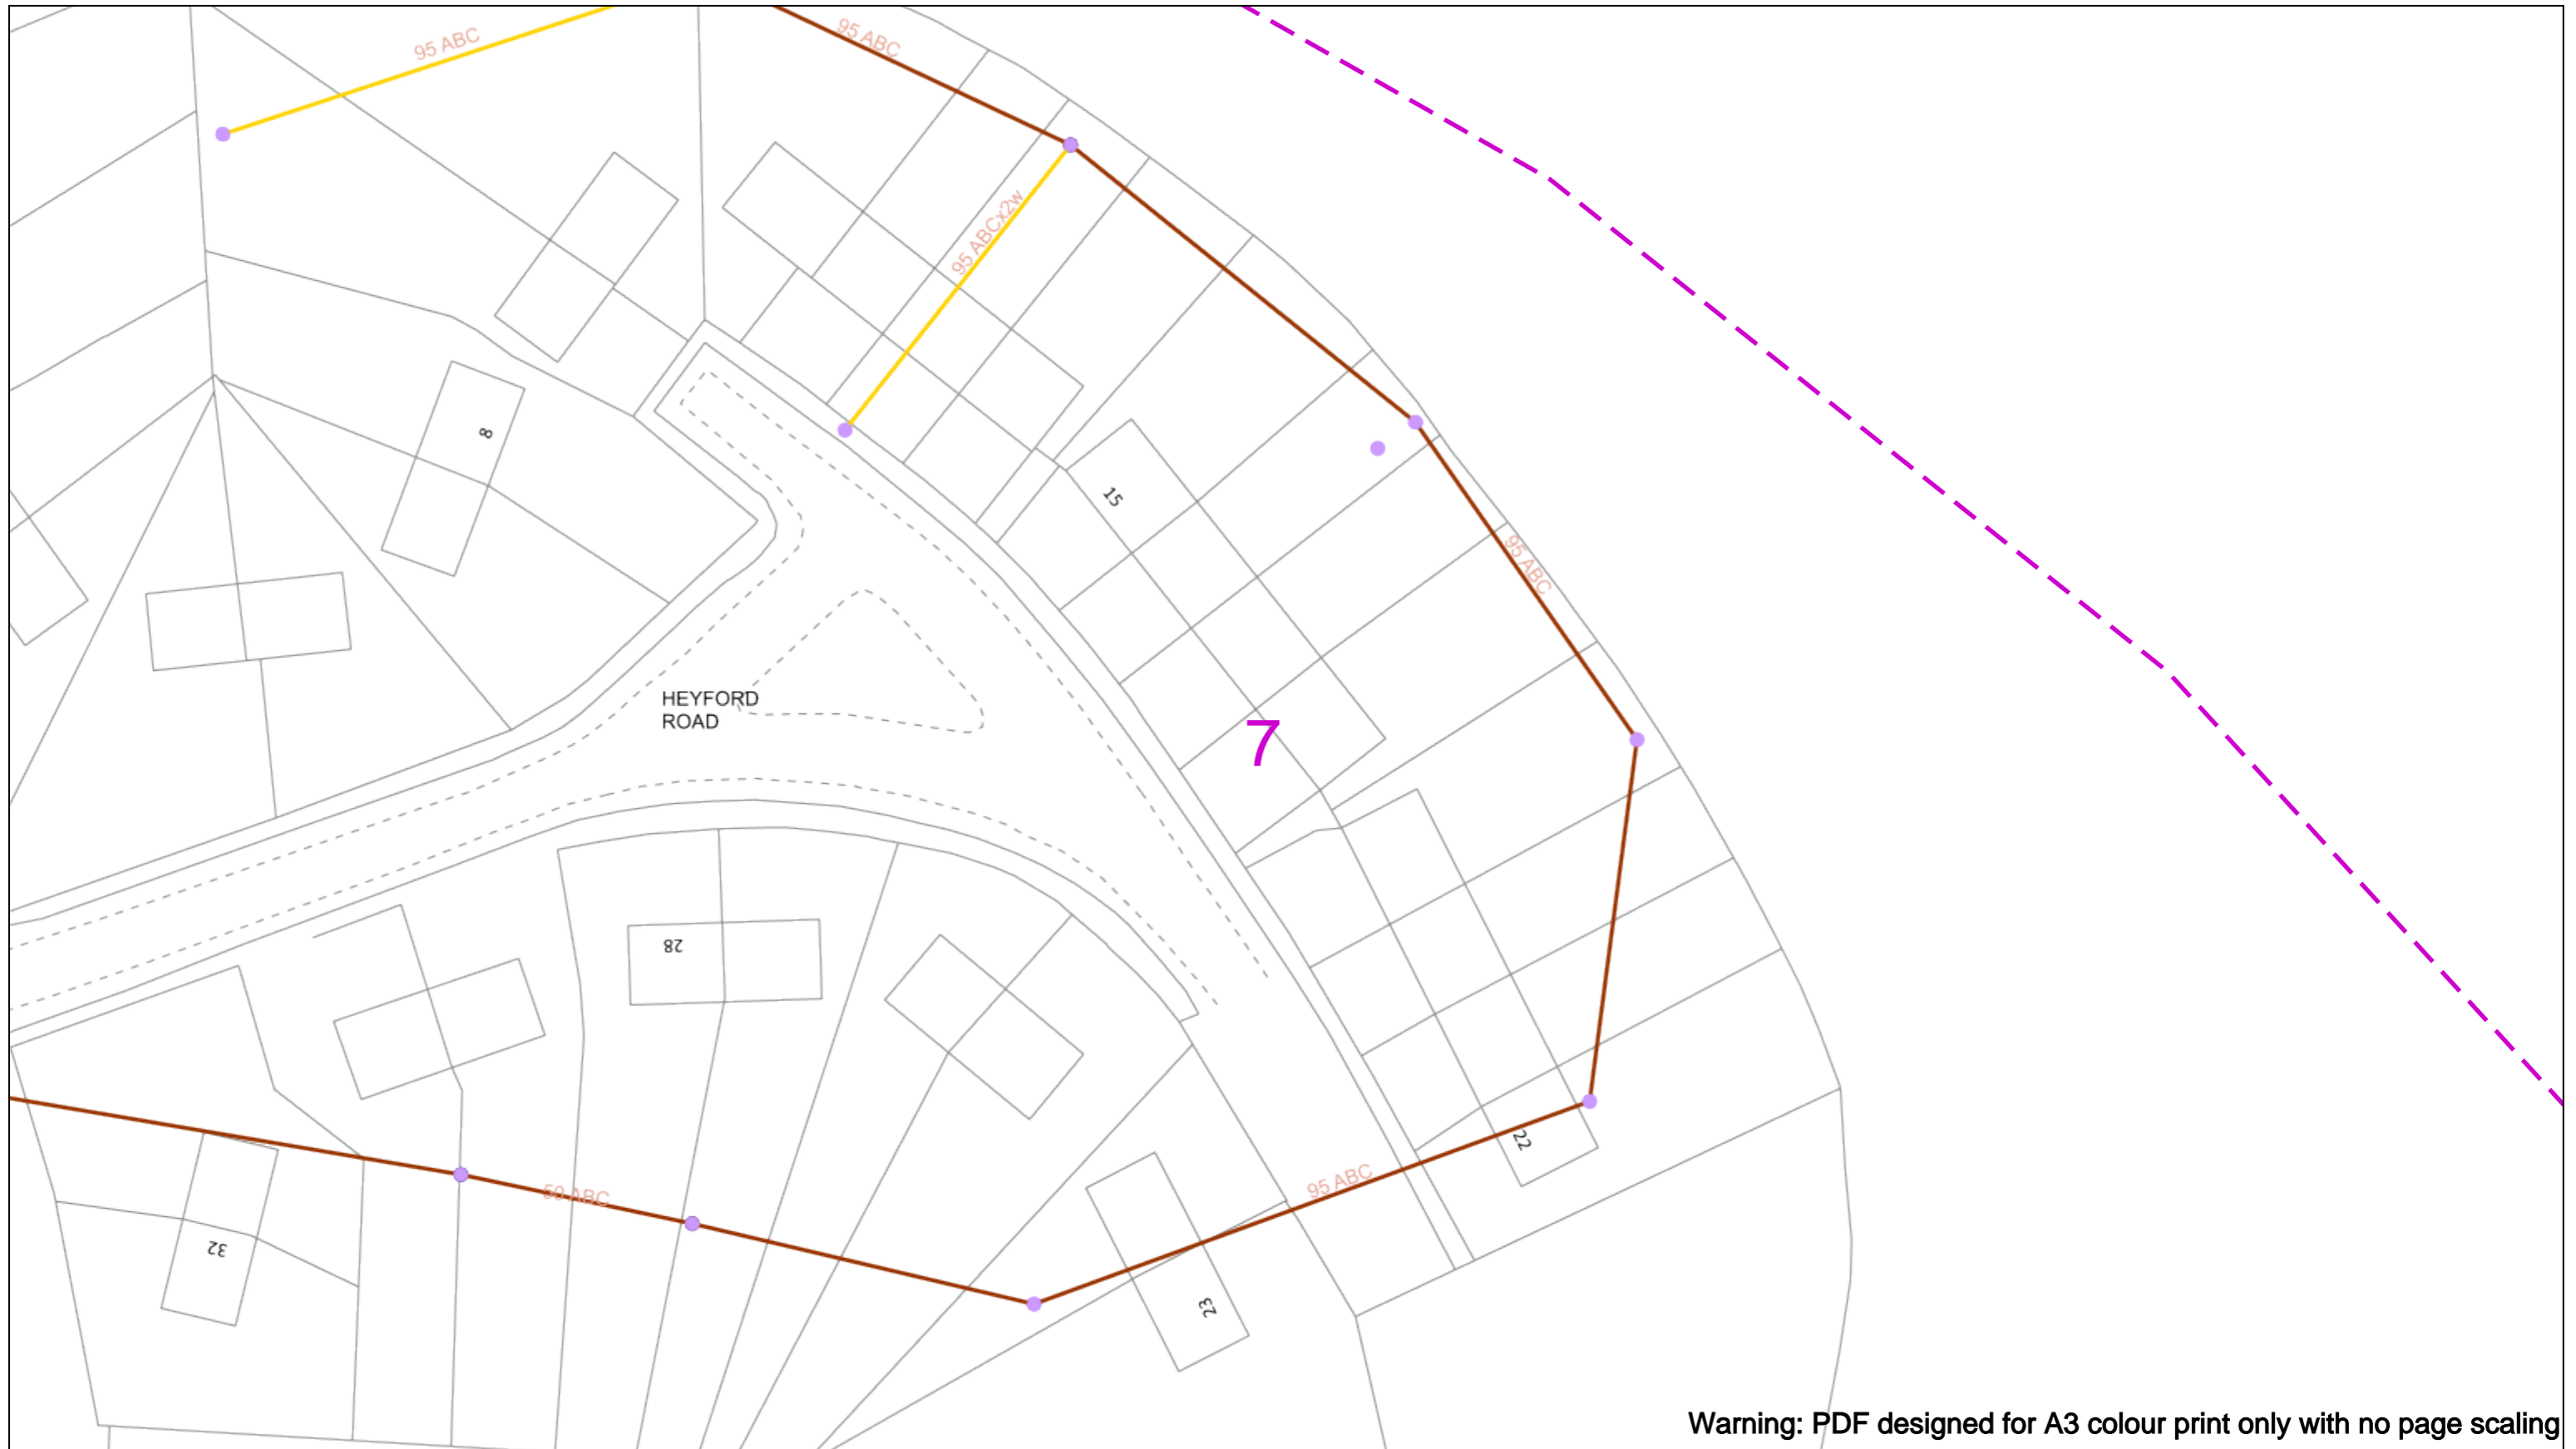 95 ABC
95 ABC
95 ABCx2w
8
15
95 ABC
HEYFORD
ROAD
7
28
22
95 ABC
50 ABC
32
23
Warning: PDF designed for A3 colour print only with no page scaling